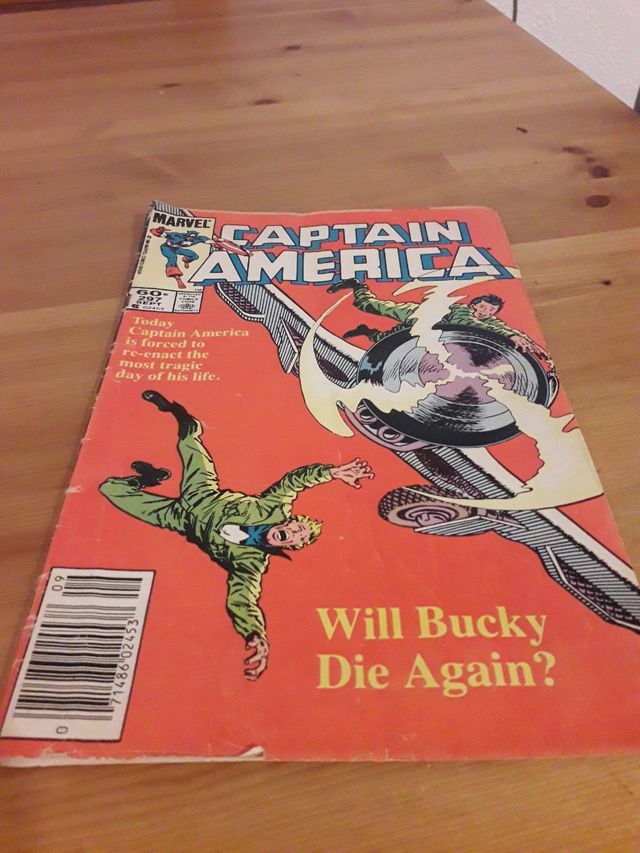 MARVEL
CAPTAIN
AMERICA
60¢
297
SEPT
02453
Today
Captain America
is forced to
re-enact the
most tragic
day of his life.
Will Bucky
Die Again?
09
0
71486 02453